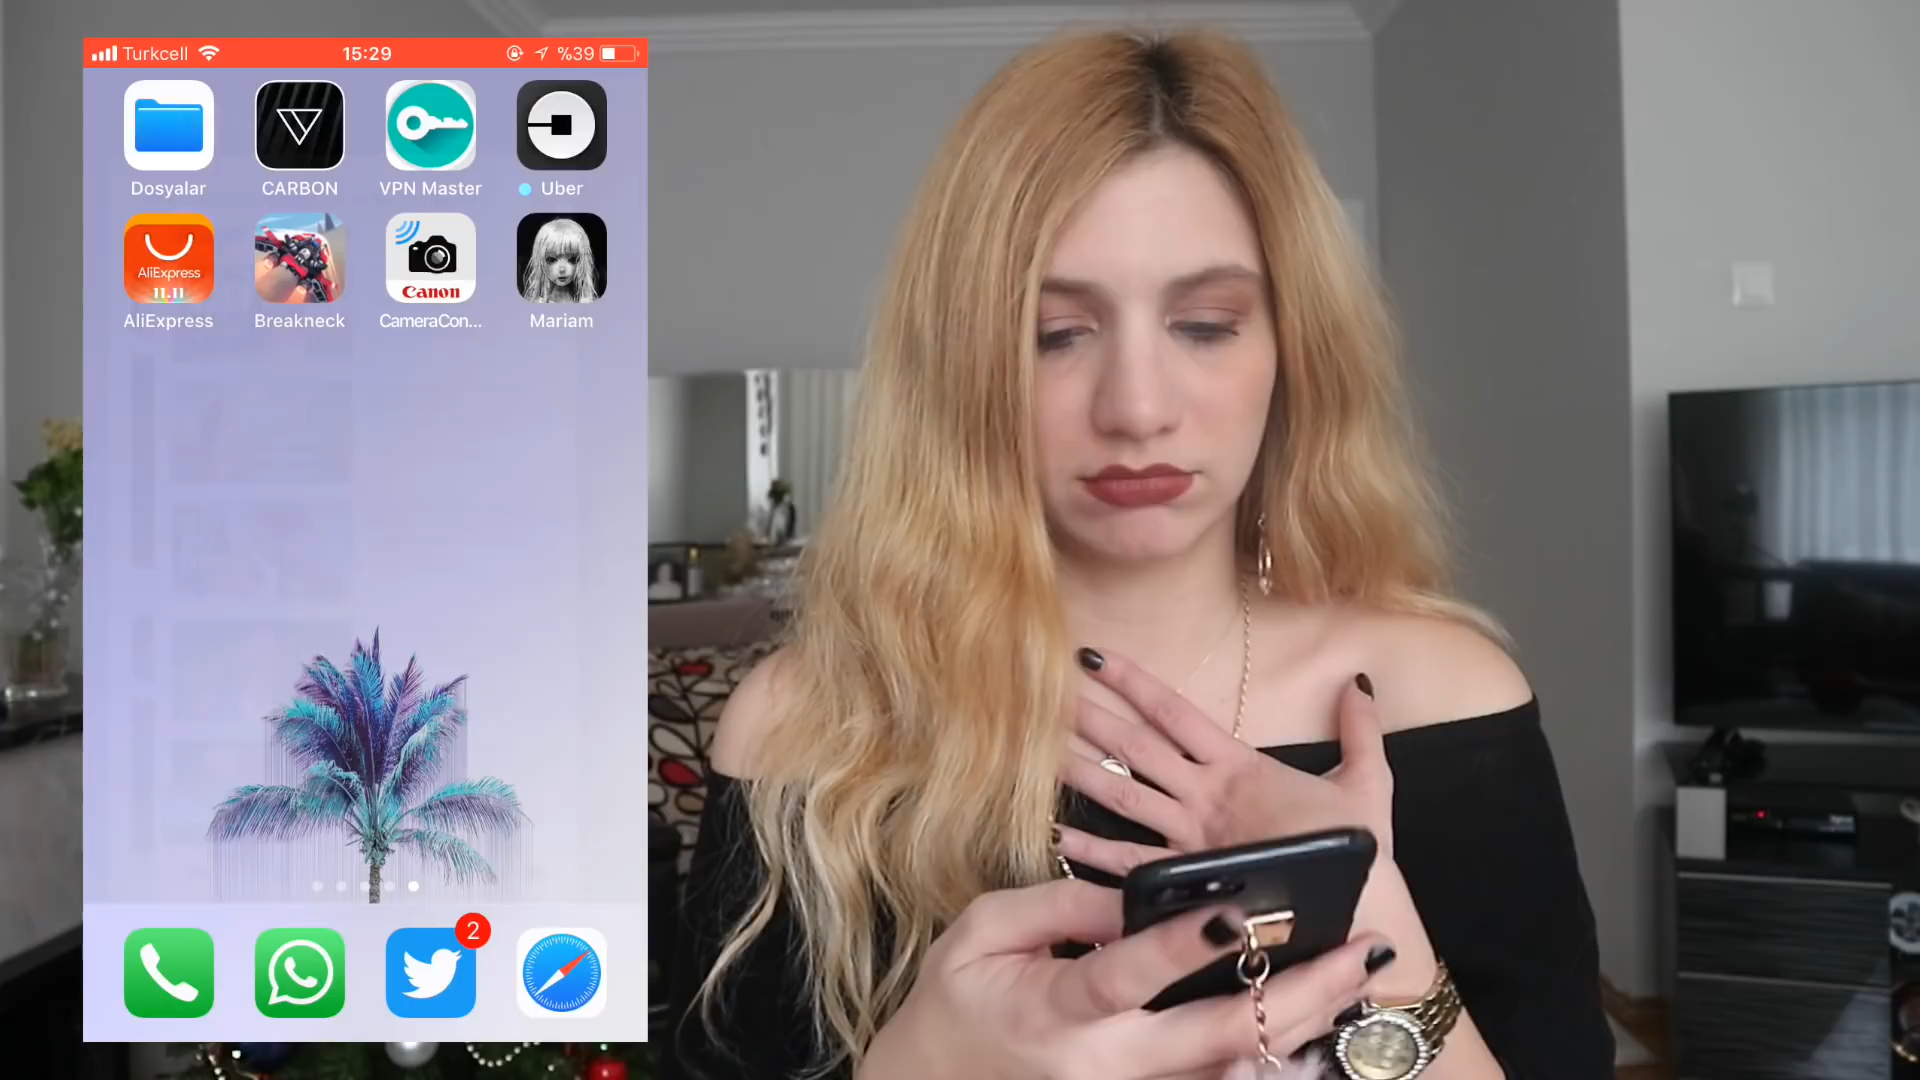 Turkcell 15:29 %39
Dosyalar CARBON VPN Master Uber
AliExpress
11.11
Canon
AliExpress Breakneck CameraCon... Mariam
2